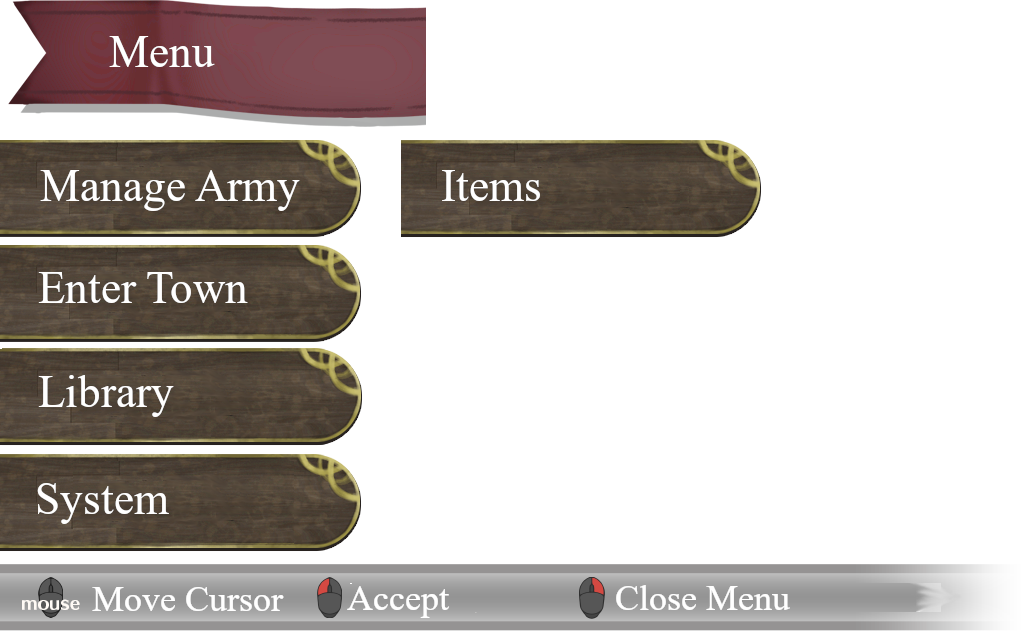 Menu
Manage Army
Items
Enter Town
Library
System
mouse Move Cursor Accept Close Menu